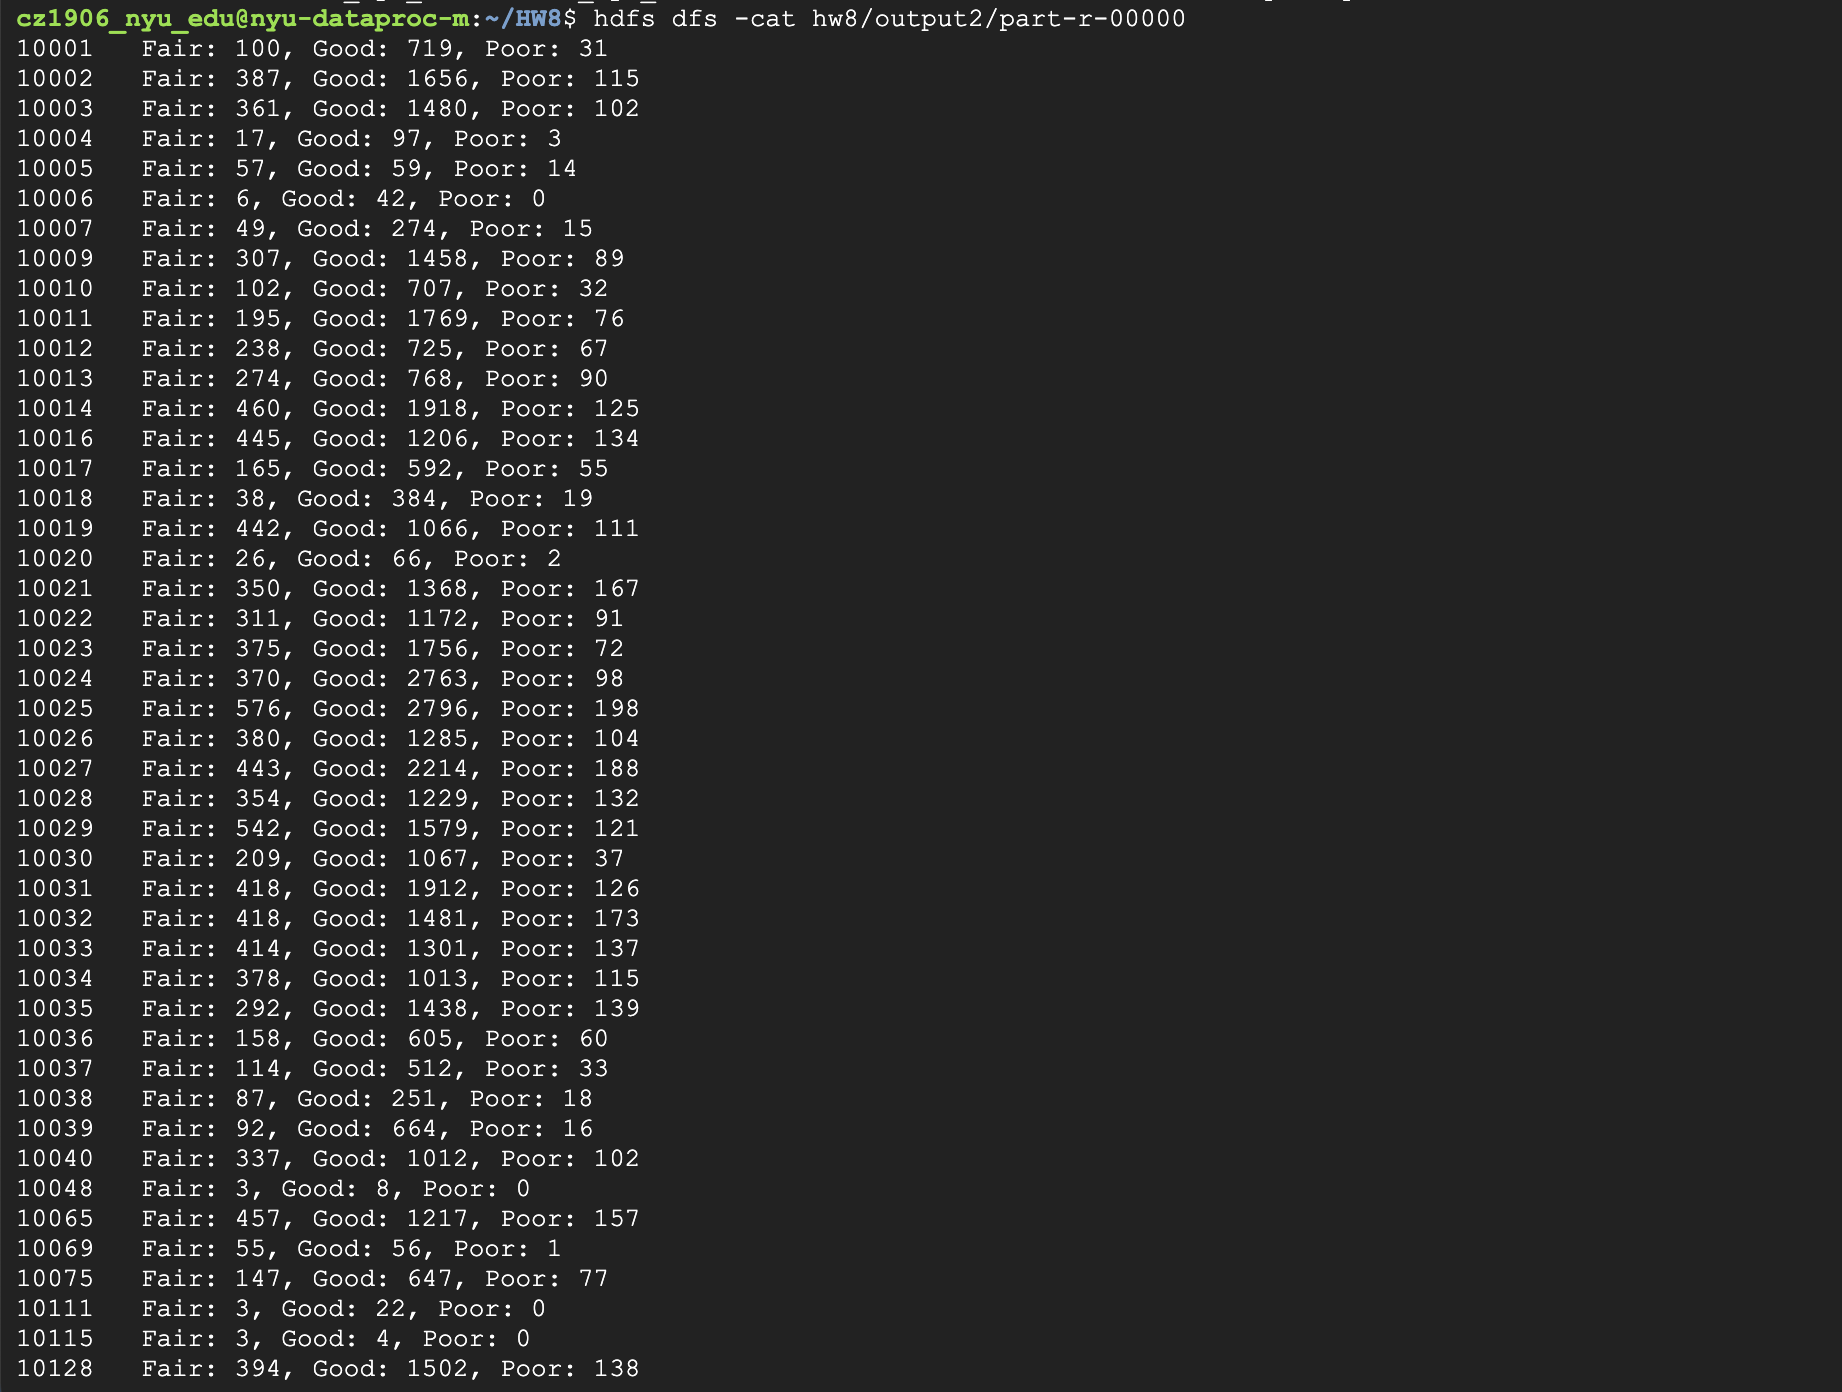 cz1906_nyu_edu@nyu-dataproc-m:~/HW8$ hdfs dfs -cat hw8/output2/part-r-00000
10001   Fair: 100, Good: 719, Poor: 31
10002   Fair: 387, Good: 1656, Poor: 115
10003   Fair: 361, Good: 1480, Poor: 102
10004   Fair: 17, Good: 97, Poor: 3
10005   Fair: 57, Good: 59, Poor: 14
10006   Fair: 6, Good: 42, Poor: 0
10007   Fair: 49, Good: 274, Poor: 15
10009   Fair: 307, Good: 1458, Poor: 89
10010   Fair: 102, Good: 707, Poor: 32
10011   Fair: 195, Good: 1769, Poor: 76
10012   Fair: 238, Good: 725, Poor: 67
10013   Fair: 274, Good: 768, Poor: 90
10014   Fair: 460, Good: 1918, Poor: 125
10016   Fair: 445, Good: 1206, Poor: 134
10017   Fair: 165, Good: 592, Poor: 55
10018   Fair: 38, Good: 384, Poor: 19
10019   Fair: 442, Good: 1066, Poor: 111
10020   Fair: 26, Good: 66, Poor: 2
10021   Fair: 350, Good: 1368, Poor: 167
10022   Fair: 311, Good: 1172, Poor: 91
10023   Fair: 375, Good: 1756, Poor: 72
10024   Fair: 370, Good: 2763, Poor: 98
10025   Fair: 576, Good: 2796, Poor: 198
10026   Fair: 380, Good: 1285, Poor: 104
10027   Fair: 443, Good: 2214, Poor: 188
10028   Fair: 354, Good: 1229, Poor: 132
10029   Fair: 542, Good: 1579, Poor: 121
10030   Fair: 209, Good: 1067, Poor: 37
10031   Fair: 418, Good: 1912, Poor: 126
10032   Fair: 418, Good: 1481, Poor: 173
10033   Fair: 414, Good: 1301, Poor: 137
10034   Fair: 378, Good: 1013, Poor: 115
10035   Fair: 292, Good: 1438, Poor: 139
10036   Fair: 158, Good: 605, Poor: 60
10037   Fair: 114, Good: 512, Poor: 33
10038   Fair: 87, Good: 251, Poor: 18
10039   Fair: 92, Good: 664, Poor: 16
10040   Fair: 337, Good: 1012, Poor: 102
10048   Fair: 3, Good: 8, Poor: 0
10065   Fair: 457, Good: 1217, Poor: 157
10069   Fair: 55, Good: 56, Poor: 1
10075   Fair: 147, Good: 647, Poor: 77
10111   Fair: 3, Good: 22, Poor: 0
10115   Fair: 3, Good: 4, Poor: 0
10128   Fair: 394, Good: 1502, Poor: 138